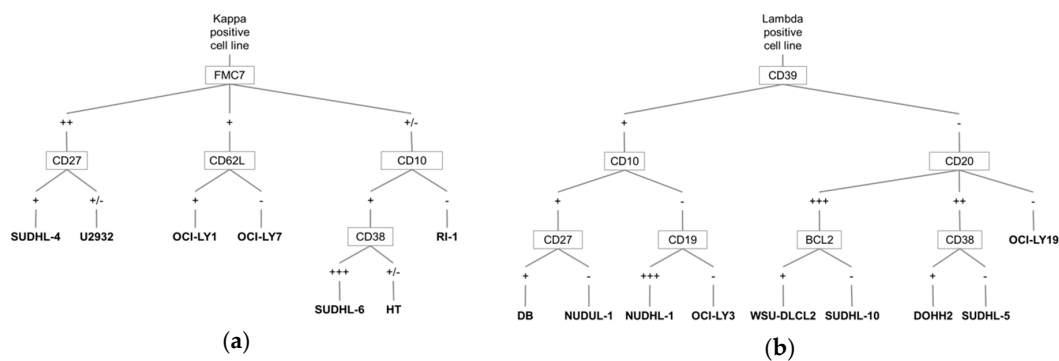 Kappa
positive
cell line
FMC7
++ + +/-
CD27 CD62L CD10
+ +/- + - + -
SUDHL-4 U2932 OCI-LY1 OCI-LY7 CD38 RI-1
+++ +/-
SUDHL-6 HT
(a)
Lambda
positive
cell line
CD39
+ -
CD10 CD20
+ - +++ ++ -
CD27 CD19 BCL2 CD38 OCI-LY19
+ - +++ - + - + -
DB NUDUL-1 NUDHL-1 OCI-LY3 WSU-DLCL2 SUDHL-10 DOHH2 SUDHL-5
(b)